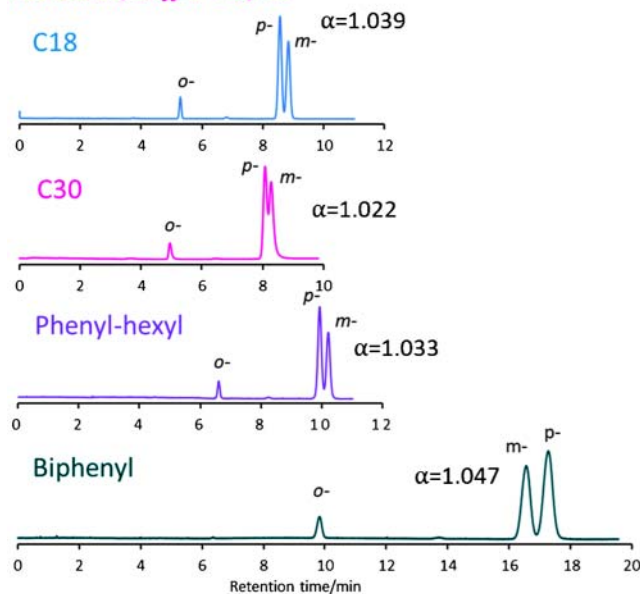 α=1.039
C18
p-
m-
o-
0 2 4 6 8 10 12
C30
p-
m-
α=1.022
o-
0 2 4 6 8 10
Phenyl-hexyl
p-
m-
α=1.033
o-
0 2 4 6 8 10 12
Biphenyl
m-
p-
α=1.047
o-
0 2 4 6 8 10 12 14 16 18 20
Retention time/min